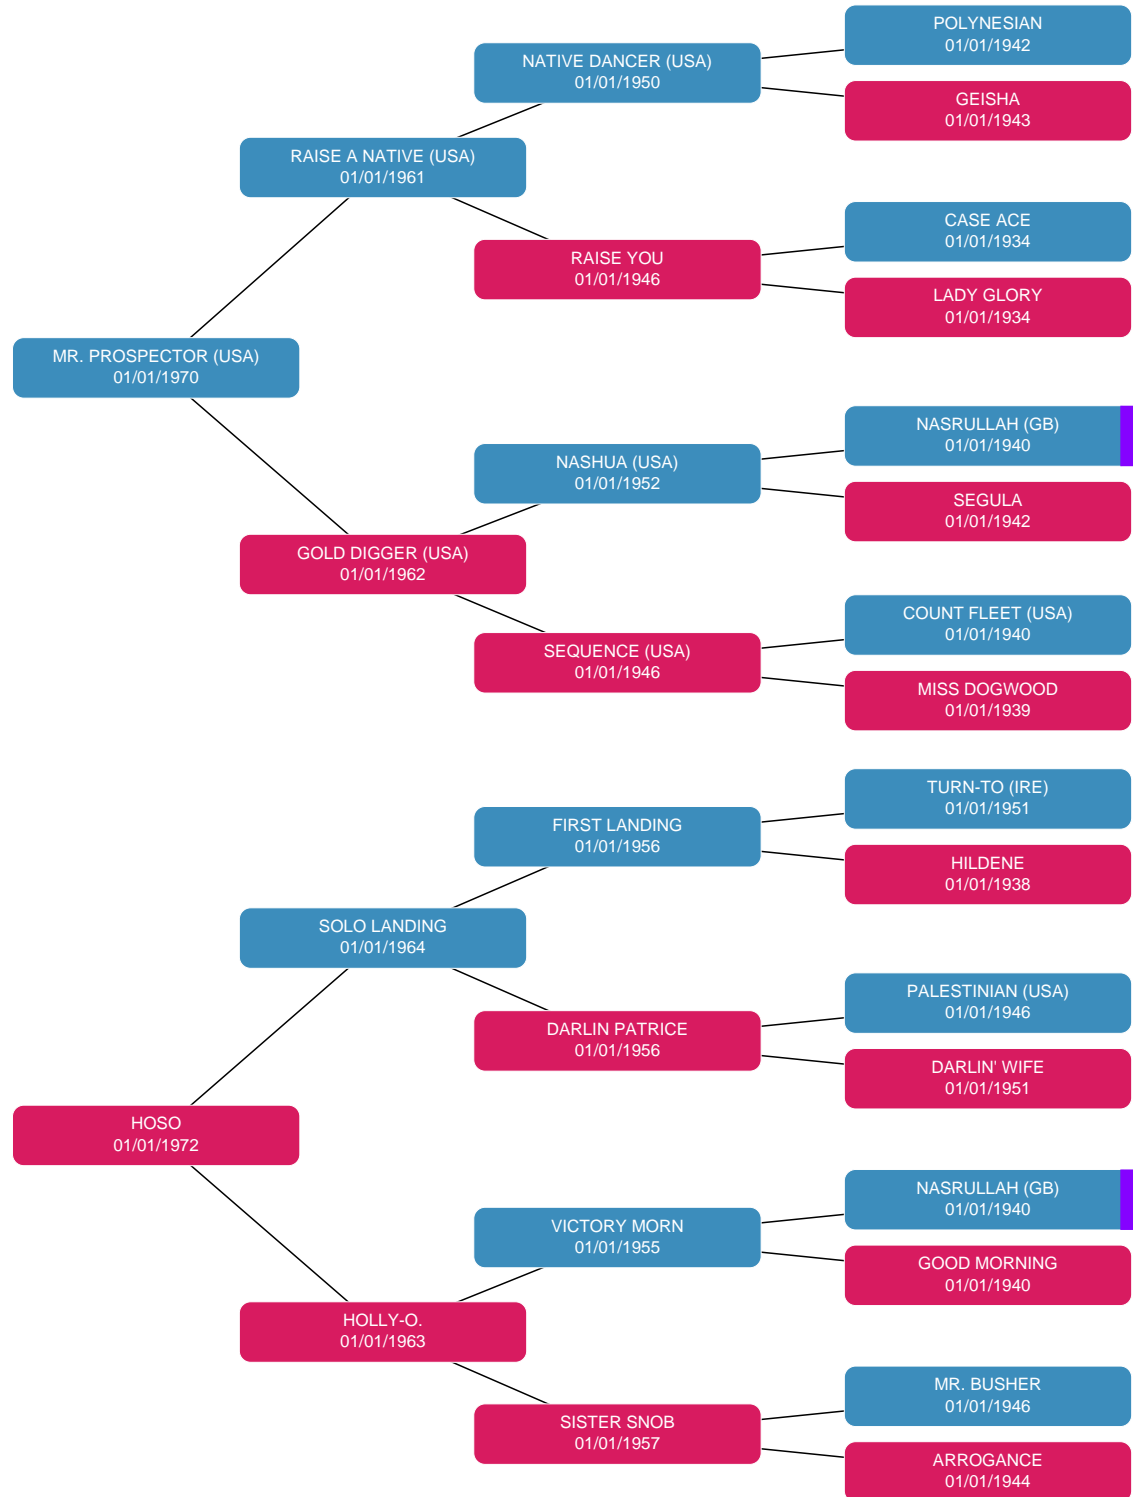 POLYNESIAN
01/01/1942
NATIVE DANCER (USA)
01/01/1950
GEISHA
01/01/1943
RAISE A NATIVE (USA)
01/01/1961
CASE ACE
01/01/1934
RAISE YOU
01/01/1946
LADY GLORY
01/01/1934
MR. PROSPECTOR (USA)
01/01/1970
NASRULLAH (GB)
01/01/1940
NASHUA (USA)
01/01/1952
SEGULA
01/01/1942
GOLD DIGGER (USA)
01/01/1962
COUNT FLEET (USA)
01/01/1940
SEQUENCE (USA)
01/01/1946
MISS DOGWOOD
01/01/1939
TURN-TO (IRE)
01/01/1951
FIRST LANDING
01/01/1956
HILDENE
01/01/1938
SOLO LANDING
01/01/1964
PALESTINIAN (USA)
01/01/1946
DARLIN PATRICE
01/01/1956
DARLIN' WIFE
01/01/1951
HOSO
01/01/1972
NASRULLAH (GB)
01/01/1940
VICTORY MORN
01/01/1955
GOOD MORNING
01/01/1940
HOLLY-O.
01/01/1963
MR. BUSHER
01/01/1946
SISTER SNOB
01/01/1957
ARROGANCE
01/01/1944